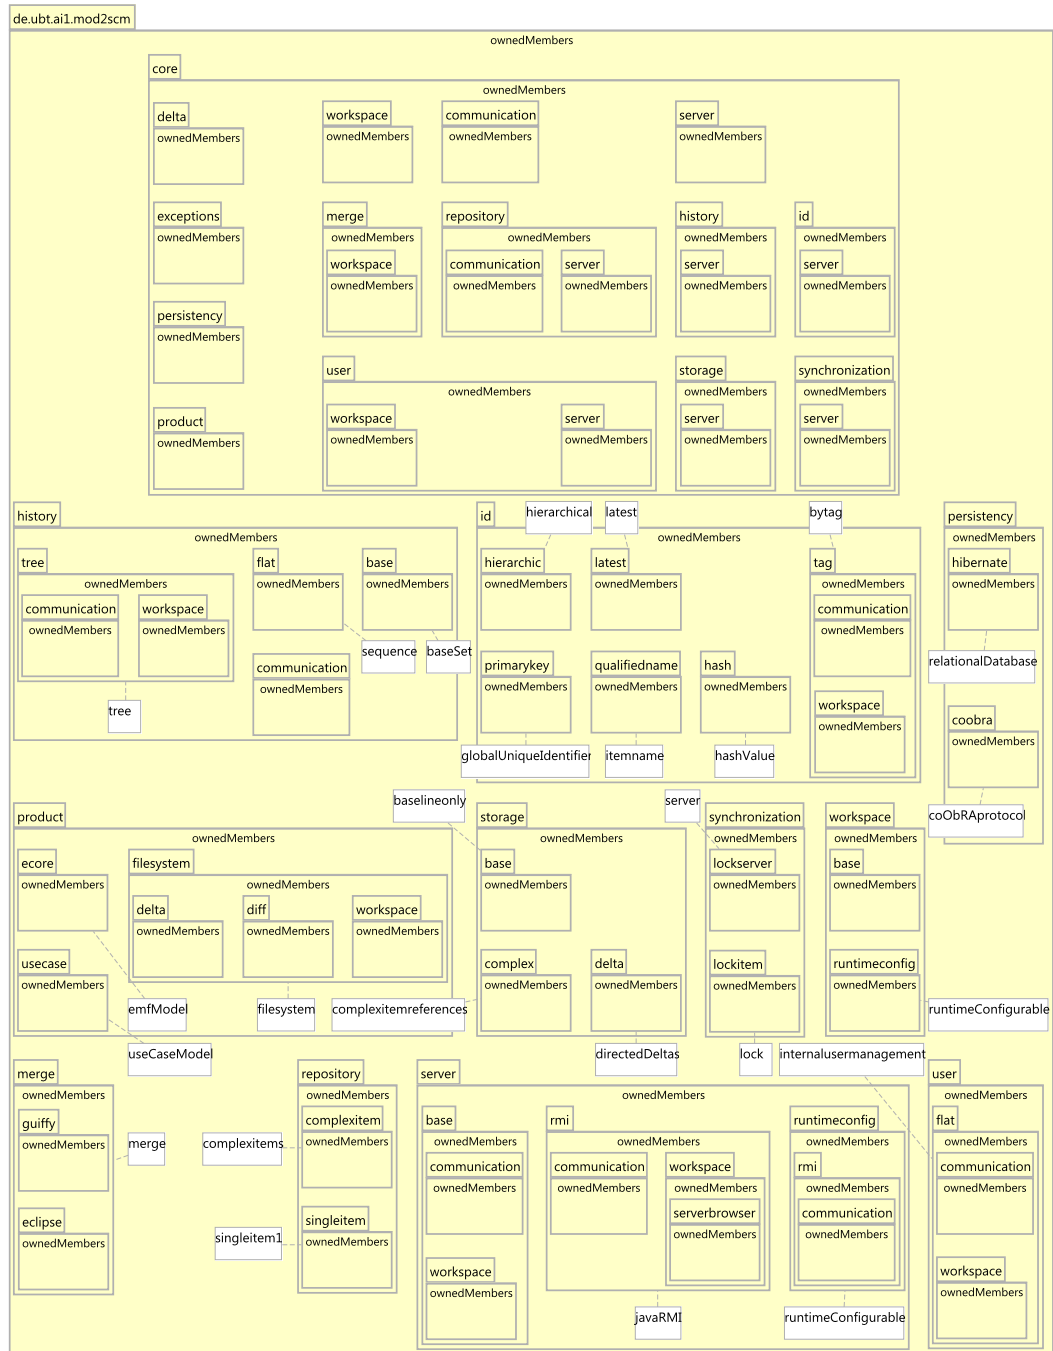 de.ubt.ai1.mod2scm
ownedMembers
core
ownedMembers
delta
ownedMembers
workspace
ownedMembers
communication
ownedMembers
server
ownedMembers
exceptions
ownedMembers
merge
ownedMembers
workspace
ownedMembers
repository
ownedMembers
communication
ownedMembers
server
ownedMembers
history
ownedMembers
server
ownedMembers
id
ownedMembers
server
ownedMembers
persistency
ownedMembers
user
ownedMembers
workspace
ownedMembers
server
ownedMembers
storage
ownedMembers
server
ownedMembers
synchronization
ownedMembers
server
ownedMembers
product
ownedMembers
history
ownedMembers
tree
ownedMembers
communication
ownedMembers
workspace
ownedMembers
tree
flat
ownedMembers
sequence
base
ownedMembers
baseSet
communication
ownedMembers
id
ownedMembers
hierarchical
hierarchic
ownedMembers
latest
latest
ownedMembers
bytag
tag
ownedMembers
communication
ownedMembers
workspace
ownedMembers
primarykey
ownedMembers
globalUniqueIdentifier
qualifiedname
ownedMembers
itemname
hash
ownedMembers
hashValue
persistency
ownedMembers
hibernate
ownedMembers
relationalDatabase
coobra
ownedMembers
coObRAprotocol
product
ownedMembers
ecore
ownedMembers
filesystem
ownedMembers
delta
ownedMembers
diff
ownedMembers
workspace
ownedMembers
usecase
ownedMembers
emfModel
filesystem
useCaseModel
baselineonly
storage
ownedMembers
base
ownedMembers
complex
ownedMembers
complexitemreferences
delta
ownedMembers
directedDeltas
server
synchronization
ownedMembers
lockserver
ownedMembers
lockitem
ownedMembers
lock
workspace
ownedMembers
base
ownedMembers
runtimeconfig
ownedMembers
runtimeConfigurable
merge
ownedMembers
guiffy
ownedMembers
merge
eclipse
ownedMembers
repository
ownedMembers
complexitem
ownedMembers
complexitems
singleitem
ownedMembers
singleitem1
server
ownedMembers
base
ownedMembers
communication
ownedMembers
workspace
ownedMembers
rmi
ownedMembers
communication
ownedMembers
workspace
ownedMembers
serverbrowser
ownedMembers
javaRMI
runtimeconfig
ownedMembers
rmi
ownedMembers
communication
ownedMembers
runtimeConfigurable
internalusermanagement
user
ownedMembers
flat
ownedMembers
communication
ownedMembers
workspace
ownedMembers